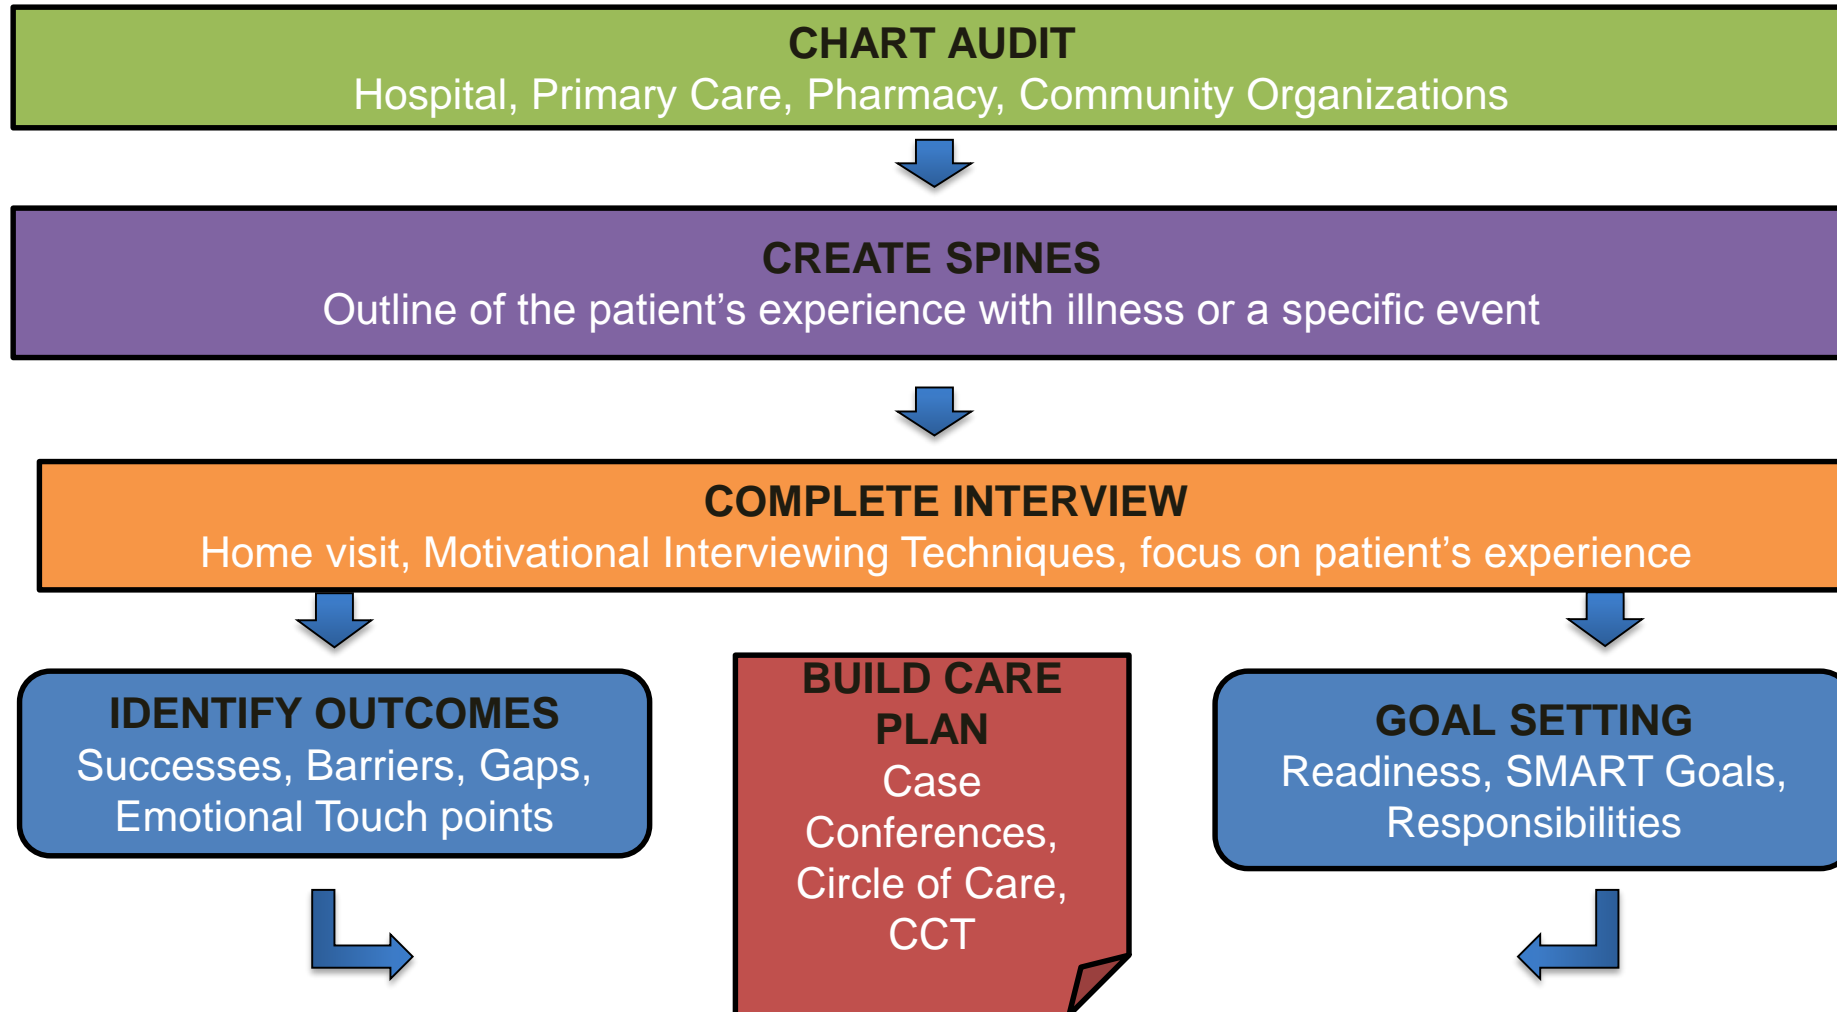 CHART AUDIT
Hospital, Primary Care, Pharmacy, Community Organizations
CREATE SPINES
Outline of the patient’s experience with illness or a specific event
COMPLETE INTERVIEW
Home visit, Motivational Interviewing Techniques, focus on patient’s experience
IDENTIFY OUTCOMES
Successes, Barriers, Gaps,
Emotional Touch points
BUILD CARE
PLAN
Case
Conferences,
Circle of Care,
CCT
GOAL SETTING
Readiness, SMART Goals,
Responsibilities